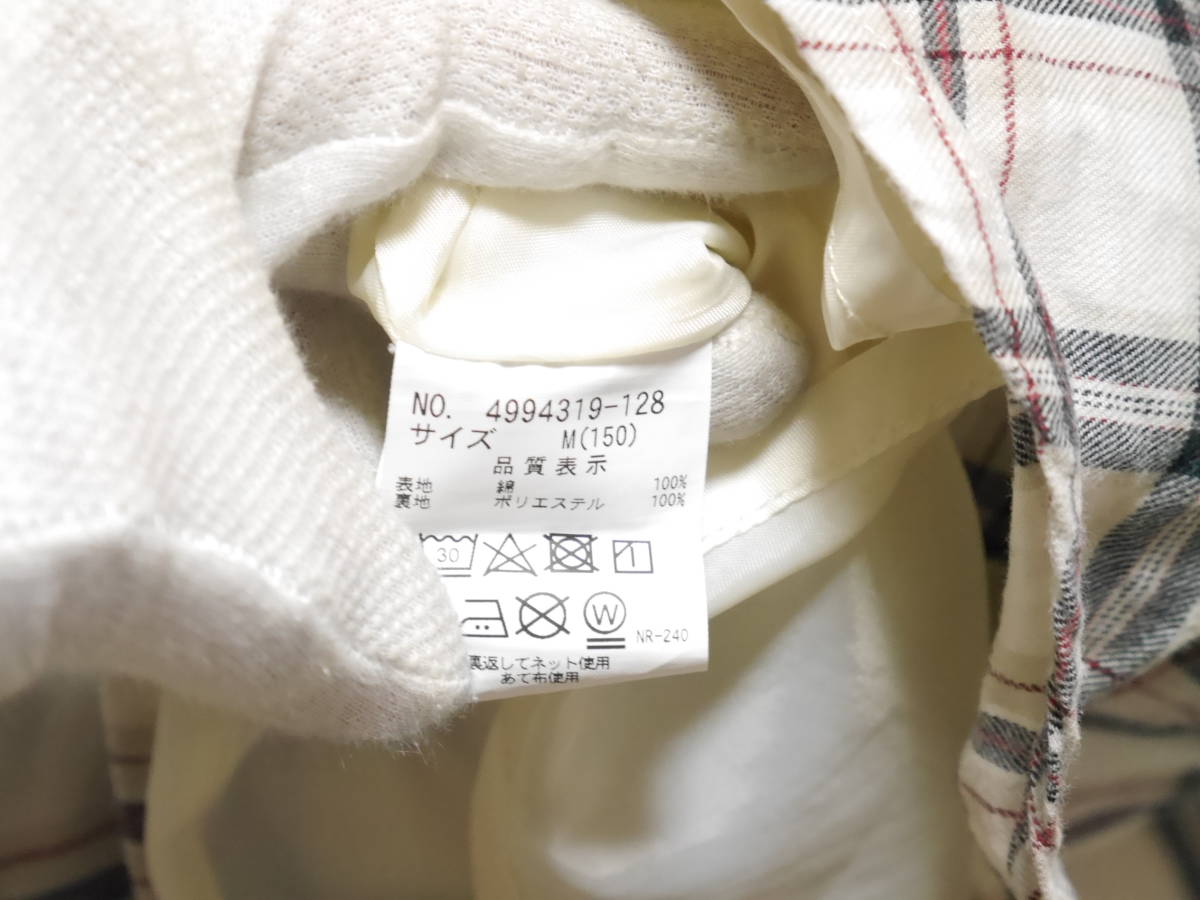 NO. 4994319-128
サイズ M(150)
品質表示
表地 綿 100%
裏地 ポリエステル 100%
30
W
NR-240
裏返してネット使用
あて布使用